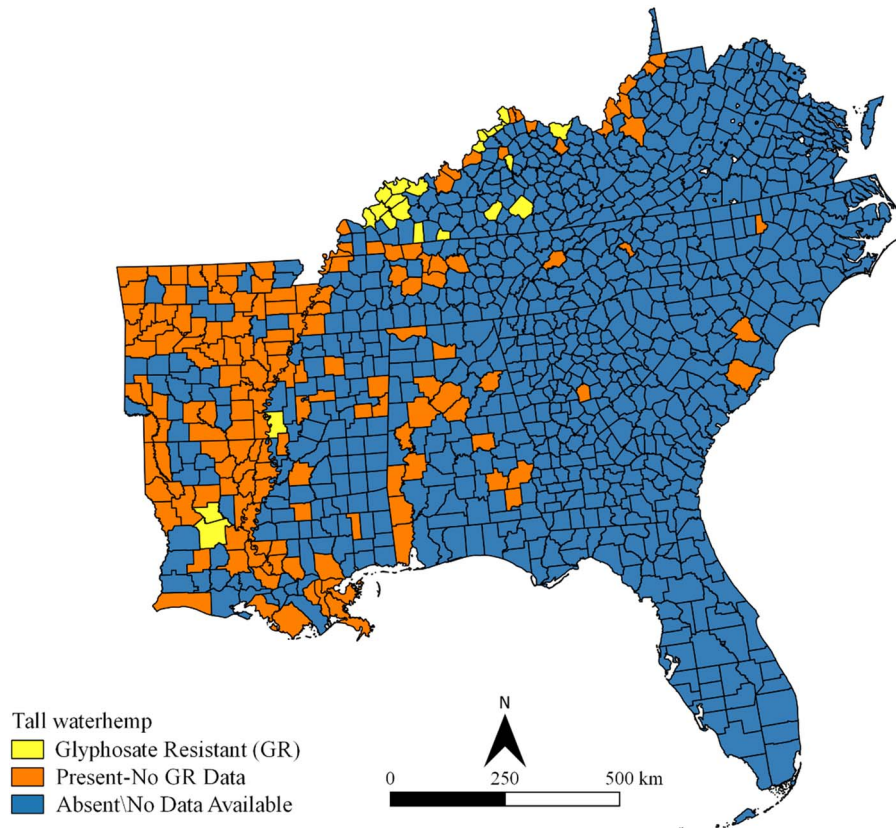 Tall waterhemp
Glyphosate Resistant (GR)
Present-No GR Data
Absent\No Data Available
N
0 250 500 km